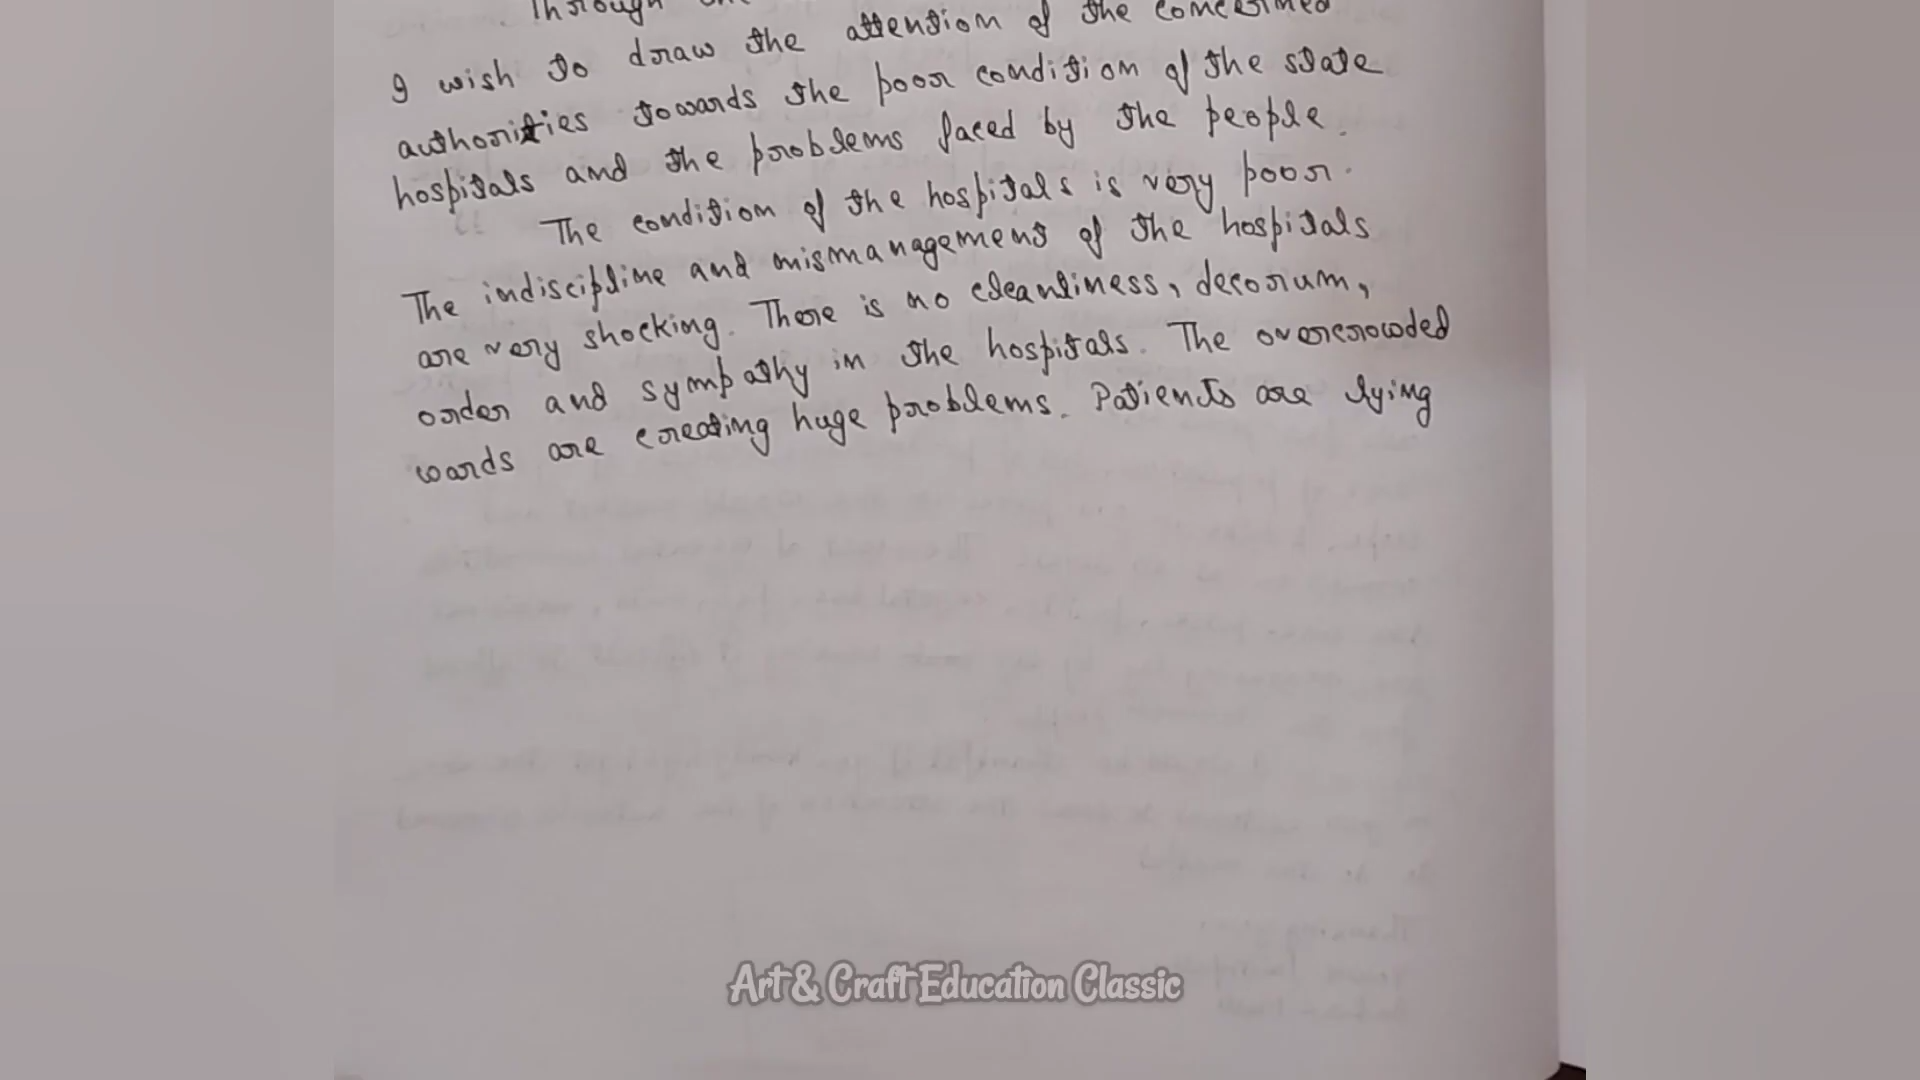 Through
I wish to draw the attention of the concerned
authorities towards the poor condition of the state
hospitals and the problems faced by the people.
The condition of the hospitals is very poor.
The indiscipline and mismanagement of the hospitals
are very shocking. There is no cleanliness, decorum,
order and sympathy in the hospitals. The overcrowded
wards are creating huge problems. Patients are lying
Art & Craft Education Classic